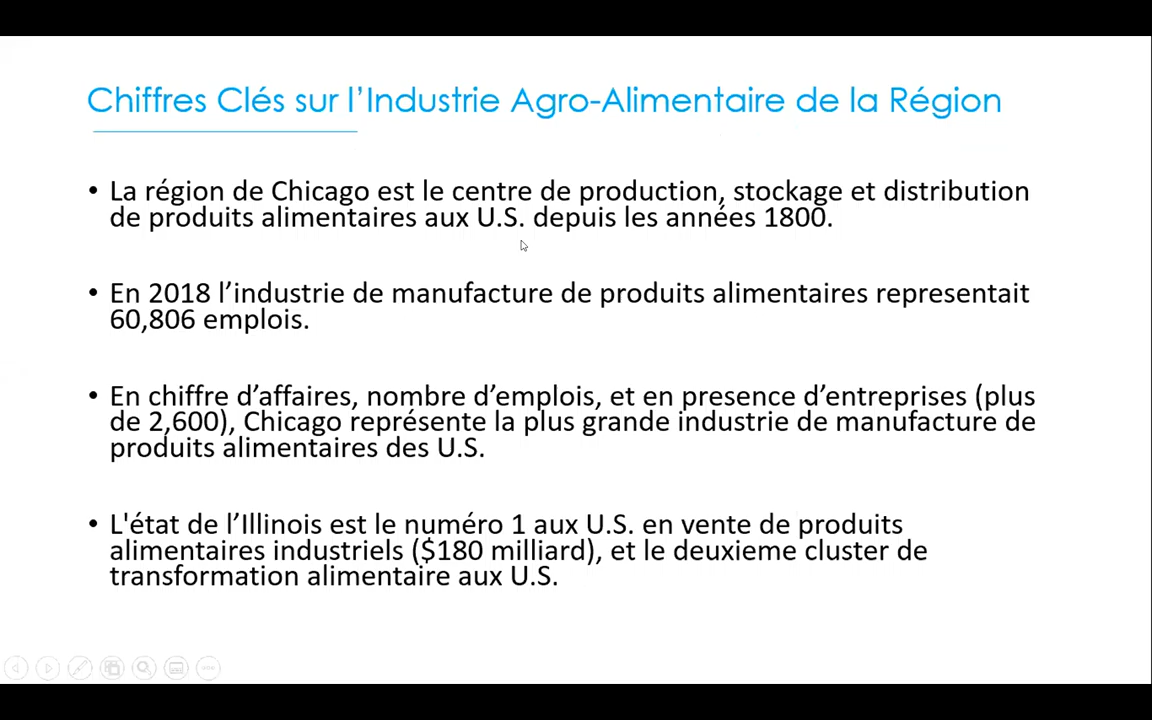 Chiffres Clés sur l’Industrie Agro-Alimentaire de la Région
• La région de Chicago est le centre de production, stockage et distribution
de produits alimentaires aux U.S. depuis les années 1800.
• En 2018 l’industrie de manufacture de produits alimentaires representait
60,806 emplois.
• En chiffre d’affaires, nombre d’emplois, et en presence d’entreprises (plus
de 2,600), Chicago représente la plus grande industrie de manufacture de
produits alimentaires des U.S.
• L'état de l’Illinois est le numéro 1 aux U.S. en vente de produits
alimentaires industriels ($180 milliard), et le deuxieme cluster de
transformation alimentaire aux U.S.